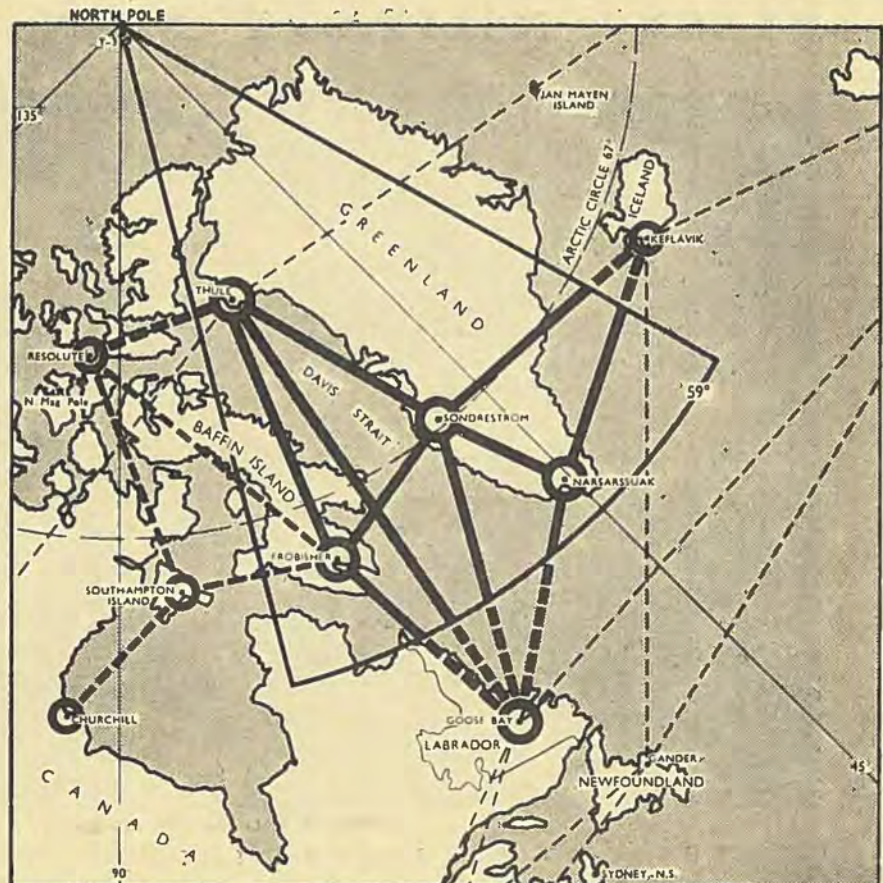 NORTH POLE
T-3
135°
JAN MAYEN
ISLAND
ARCTIC CIRCLE 67°
ICELAND
KEFLAVIK
GREENLAND
THULE
RESOLUTE
N Mag Pole
DAVIS STRAIT
BAFFIN ISLAND
59°
SONDRESTROM
NARSARSSUAK
FROBISHER
SOUTHAMPTON
ISLAND
CHURCHILL
GOOSE BAY
LABRADOR
GANDER
NEWFOUNDLAND
45°
CANADA
90
SYDNEY, N.S.